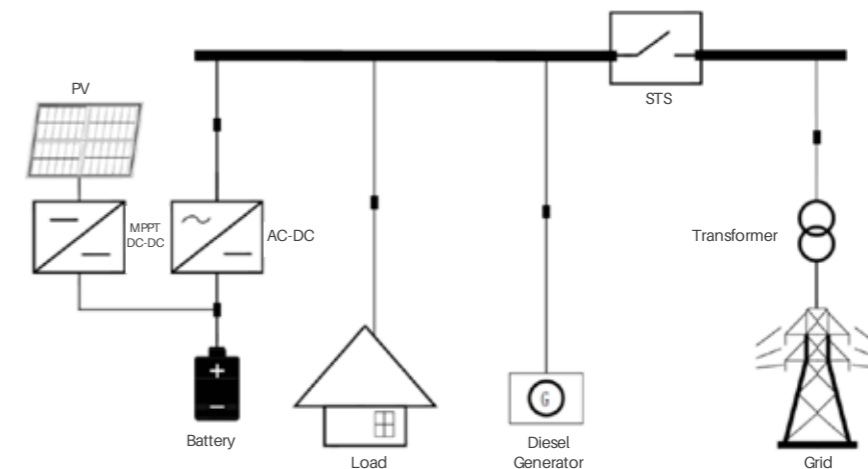 STS
PV
MPPT
DC-DC
AC-DC
Transformer
+
−
G
Battery
Load
Diesel
Generator
Grid